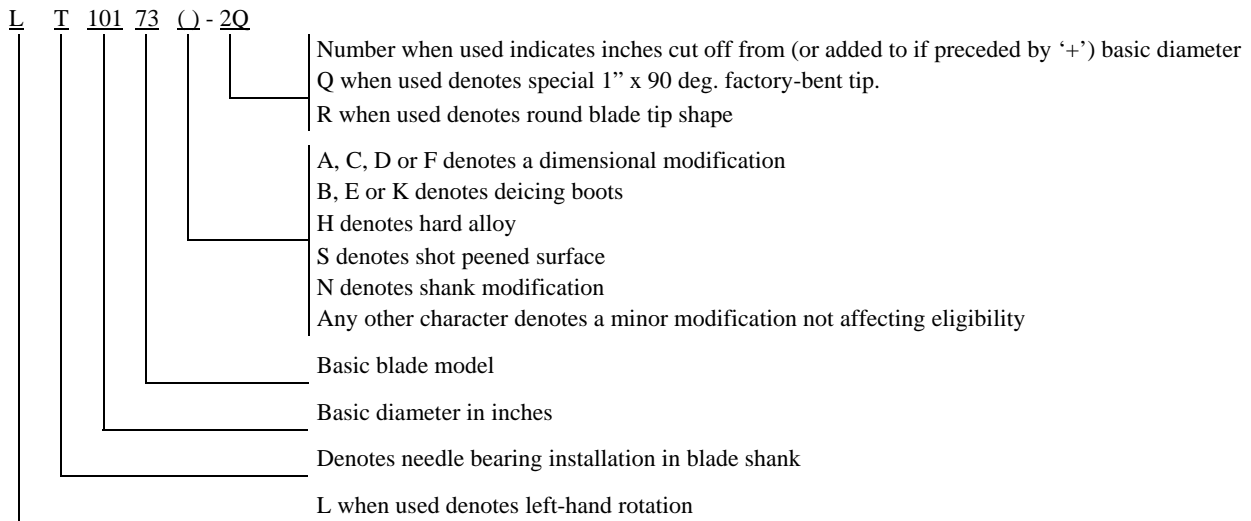 L T 101 73 ( ) - 2Q
Number when used indicates inches cut off from (or added to if preceded by ‘+’) basic diameter
Q when used denotes special 1” x 90 deg. factory-bent tip.
R when used denotes round blade tip shape
A, C, D or F denotes a dimensional modification
B, E or K denotes deicing boots
H denotes hard alloy
S denotes shot peened surface
N denotes shank modification
Any other character denotes a minor modification not affecting eligibility
Basic blade model
Basic diameter in inches
Denotes needle bearing installation in blade shank
L when used denotes left-hand rotation